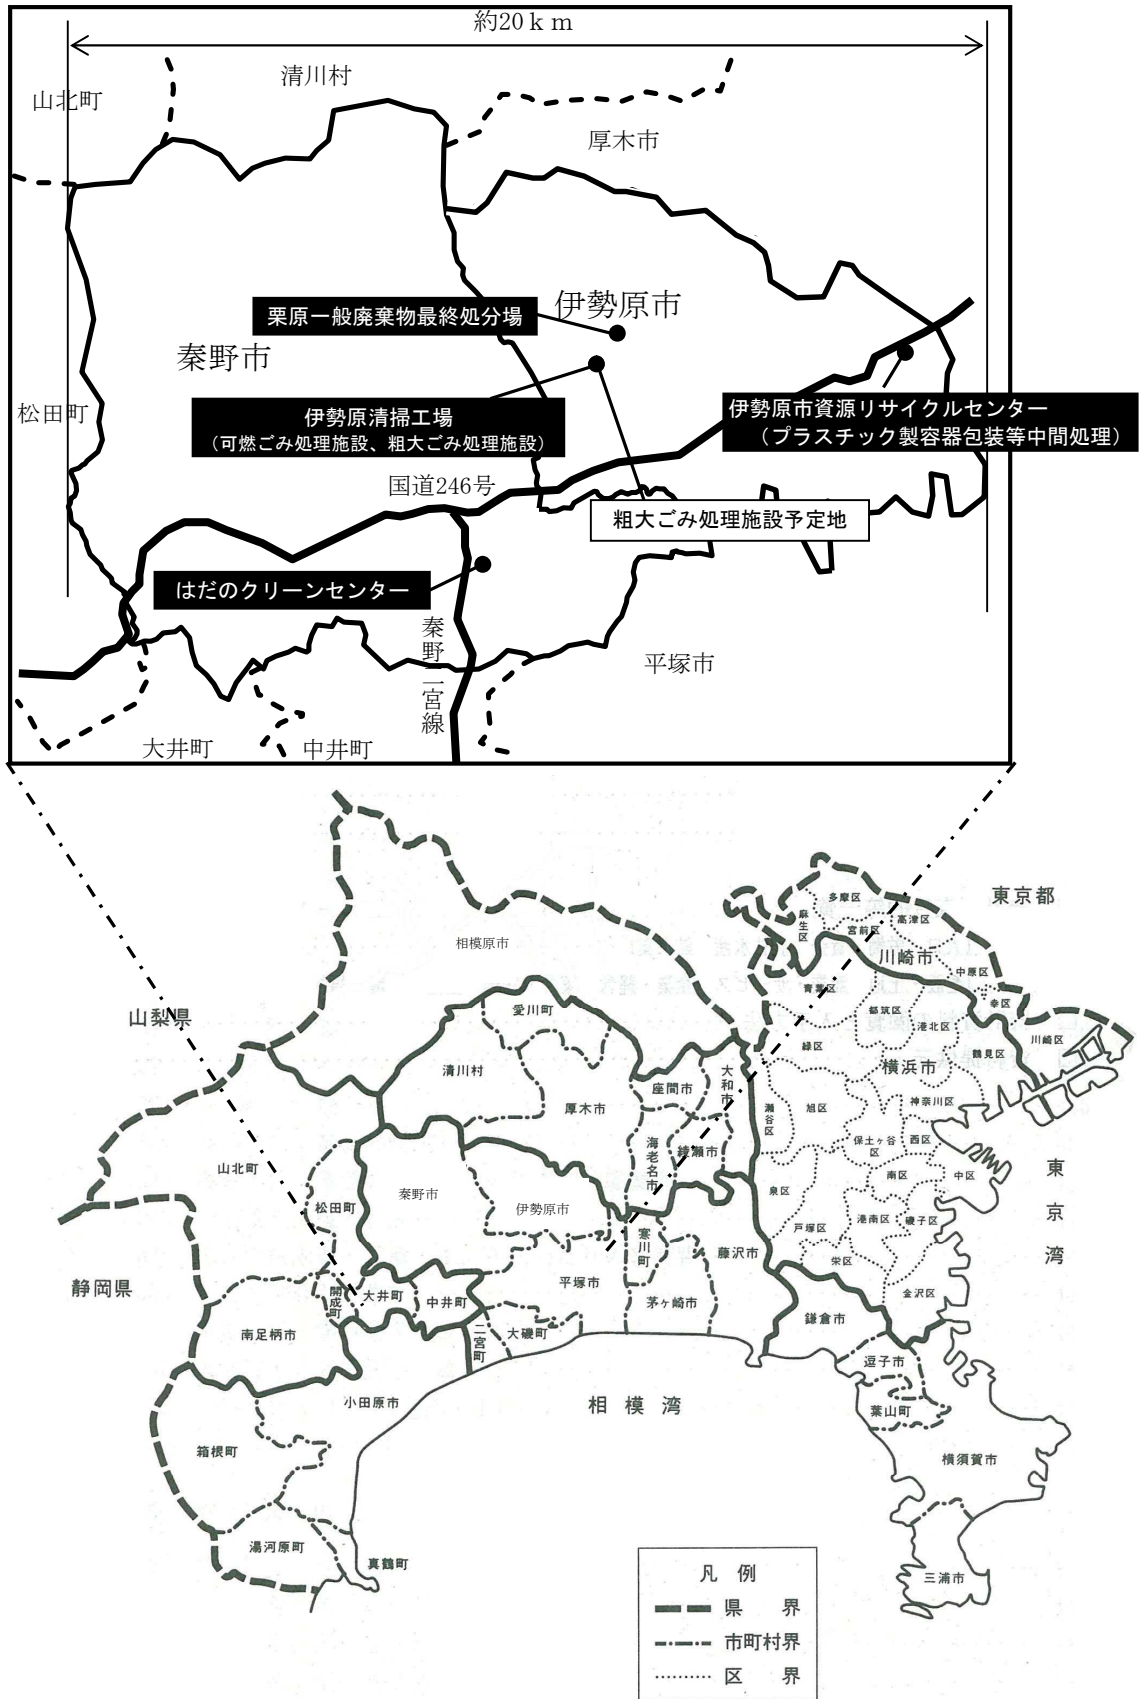 約20ｋｍ
清川村
山北町
厚木市
伊勢原市
栗原一般廃棄物最終処分場
秦野市
松田町
伊勢原清掃工場
（可燃ごみ処理施設、粗大ごみ処理施設）
伊勢原市資源リサイクルセンター
（プラスチック製容器包装等中間処理）
国道246号
粗大ごみ処理施設予定地
はだのクリーンセンター
秦野二宮線
平塚市
大井町
中井町
東京都
多摩区
麻生区
宮前区
高津区
川崎市
中原区
幸区
相模原市
青葉区
都筑区
港北区
川崎区
山梨県
愛川町
緑区
鶴見区
清川村
座間市
大和市
横浜市
厚木市
瀬谷区
旭区
神奈川区
海老名市
綾瀬市
保土ヶ谷区
西区
山北町
秦野市
南区
中区
東京湾
松田町
伊勢原市
泉区
戸塚区
港南区
磯子区
寒川町
藤沢市
栄区
静岡県
開成町
大井町
中井町
平塚市
茅ヶ崎市
金沢区
南足柄市
二宮町
大磯町
鎌倉市
逗子市
小田原市
相模湾
葉山町
箱根町
横須賀市
湯河原町
真鶴町
三浦市
凡例
県界
市町村界
区界